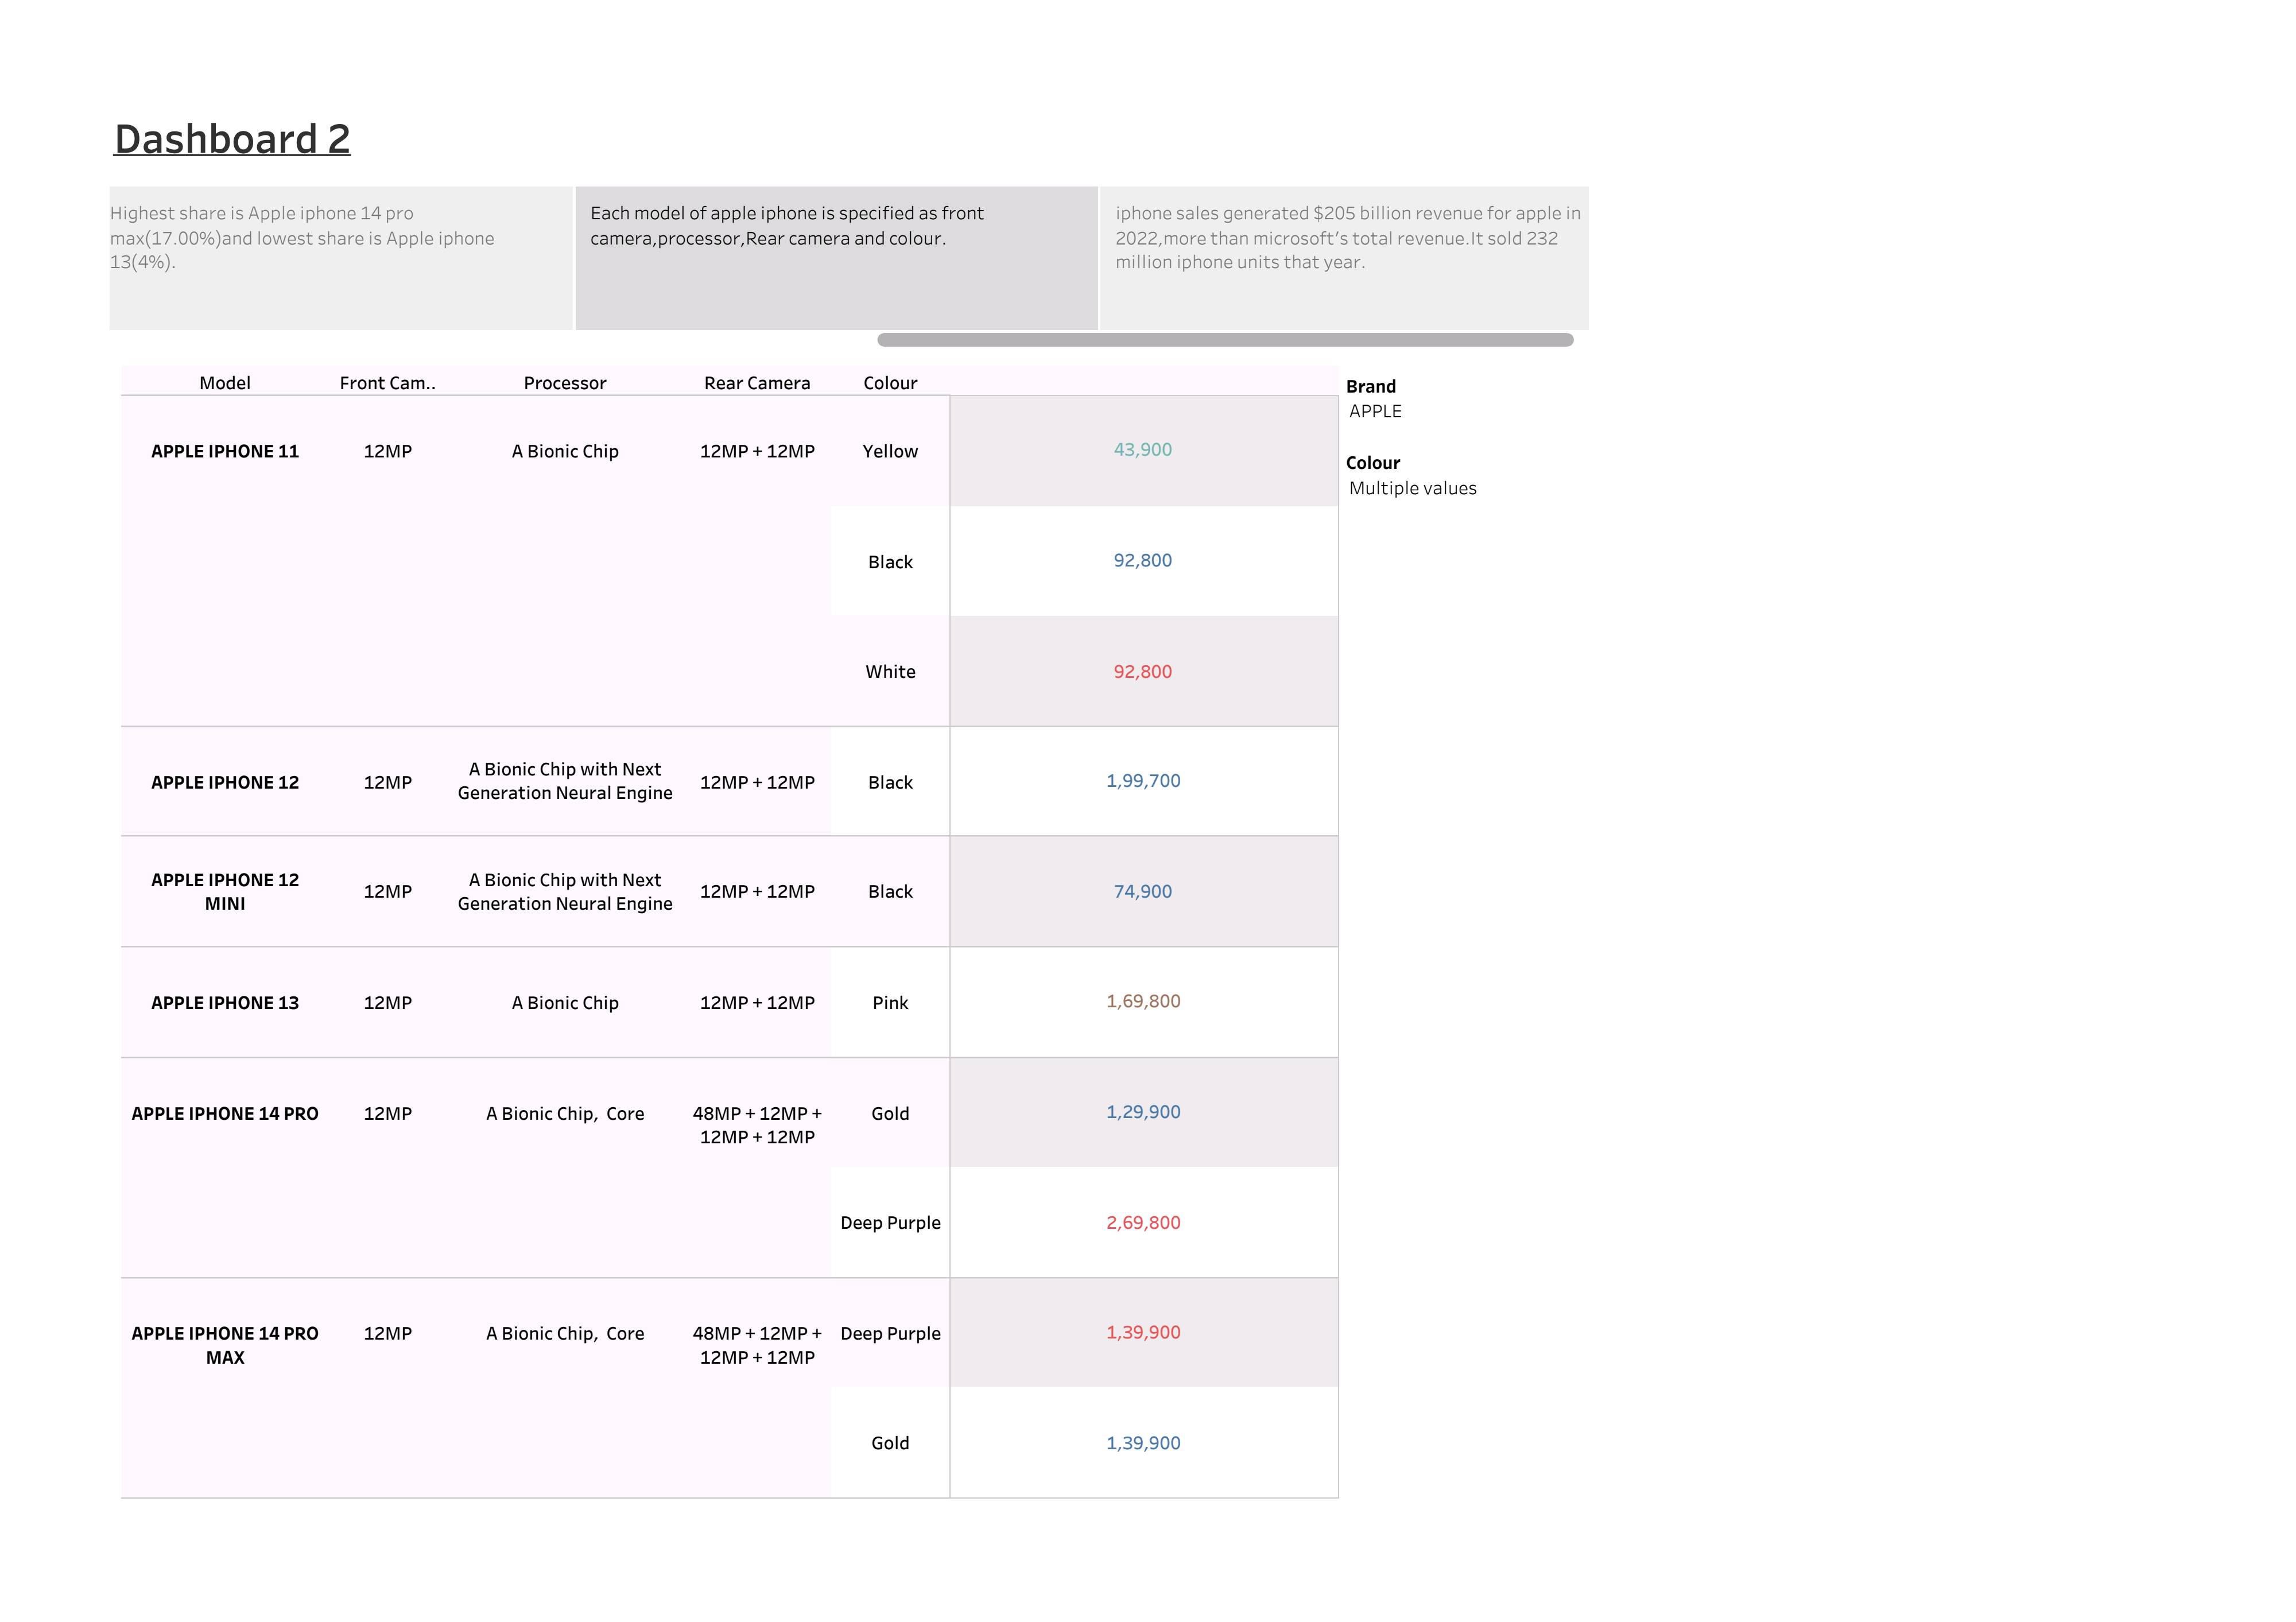 Dashboard 2
Highest share is Apple iphone 14 pro
max(17.00%)and lowest share is Apple iphone
13(4%).
Each model of apple iphone is specified as front
camera,processor,Rear camera and colour.
iphone sales generated $205 billion revenue for apple in
2022,more than microsoft's total revenue.It sold 232
million iphone units that year.
Model Front Cam.. Processor Rear Camera Colour
APPLE IPHONE 11 12MP A Bionic Chip 12MP + 12MP Yellow 43,900
Black 92,800
White 92,800
APPLE IPHONE 12 12MP A Bionic Chip with Next
Generation Neural Engine 12MP + 12MP Black 1,99,700
APPLE IPHONE 12
MINI 12MP A Bionic Chip with Next
Generation Neural Engine 12MP + 12MP Black 74,900
APPLE IPHONE 13 12MP A Bionic Chip 12MP + 12MP Pink 1,69,800
APPLE IPHONE 14 PRO 12MP A Bionic Chip,  Core 48MP + 12MP +
12MP + 12MP Gold 1,29,900
Deep Purple 2,69,800
APPLE IPHONE 14 PRO
MAX 12MP A Bionic Chip,  Core 48MP + 12MP +
12MP + 12MP Deep Purple 1,39,900
Gold 1,39,900
Brand
APPLE
Colour
Multiple values